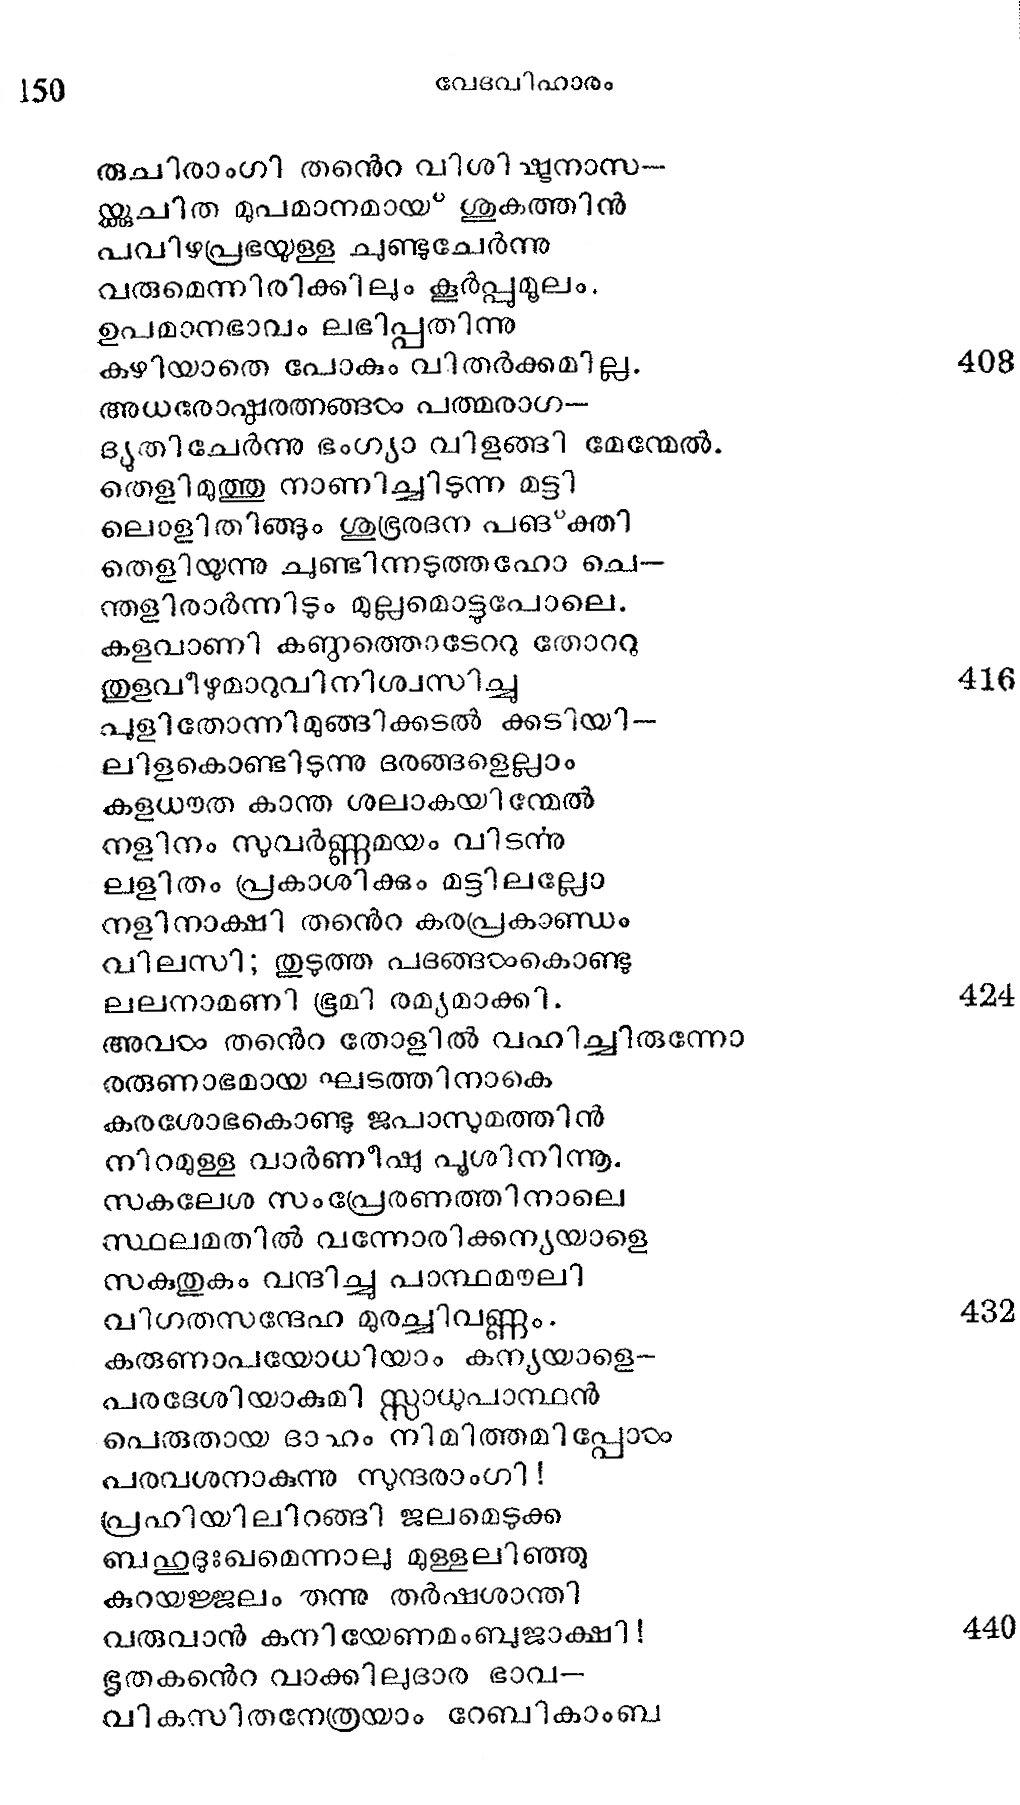 150 വേദവിഹാരം
രുചിരാംഗി തൻെറ വിശിഷ്ടനാസ—
യ്ക്കുചിത മുപമാനമായ് ശുകത്തിൻ
പവിഴപ്രഭയുള്ള ചുണ്ടുചേർന്നു
വരുമെന്നിരിക്കിലും കൂർപ്പുമൂലം.
ഉപമാനഭാവം ലഭിപ്പതിന്നു
കഴിയാതെ പോകും വിതർക്കമില്ല. 408
അധരോഷ്ഠരത്നങ്ങൾ പത്മരാഗ—
ദ്യുതിചേർന്നു ഭംഗ്യാ വിളങ്ങി മേന്മേൽ.
തെളിമുത്തു നാണിച്ചിടുന്ന മട്ടി
ലൊളിതിങ്ങും ശുഭ്രരദന പങ്ക്തി
തെളിയുന്നു ചുണ്ടിന്നടുത്തഹോ ചെ—
ന്തളിരാർന്നിടും മുല്ലമൊട്ടുപോലെ.
കളവാണി കണ്ഠത്തൊടേററു തോററു
തുളവീഴുമാറുവിനിശ്വസിച്ചു 416
പുളിതോന്നിമുങ്ങിക്കടൽ ക്കടിയി—
ലിളകൊണ്ടിടുന്നു ദരങ്ങളെല്ലാം
കളധൗത കാന്ത ശലാകയിന്മേൽ
നളിനം സുവർണ്ണമയം വിടർന്നു
ലളിതം പ്രകാശിക്കും മട്ടിലല്ലോ
നളിനാക്ഷി തൻെറ കരപ്രകാണ്ഡം
വിലസി; തുടുത്ത പദങ്ങൾകൊണ്ടു
ലലനാമണി ഭൂമി രമ്യമാക്കി. 424
അവൾ തൻെറ തോളിൽ വഹിച്ചിരുന്നോ
രരുണാഭമായ ഘടത്തിനാകെ
കരശോഭകൊണ്ടു ജപാസുമത്തിൻ
നിറമുള്ള വാർണീഷു പൂശിനിന്നൂ.
സകലേശ സംപ്രേരണത്തിനാലെ
സ്ഥലമതിൽ വന്നോരിക്കന്യയാളെ
സകുതുകം വന്ദിച്ചു പാന്ഥമൗലി
വിഗതസന്ദേഹ മുരച്ചിവണ്ണം. 432
കരുണാപയോധിയാം കന്യയാളെ—
പരദേശിയാകുമി സ്സാധുപാന്ഥൻ
പെരുതായ ദാഹം നിമിത്തമിപ്പോൾ
പരവശനാകുന്നു സുന്ദരാംഗി!
പ്രഹിയിലിറങ്ങി ജലമെടുക്ക
ബഹുദുഃഖമെന്നാലു മുള്ളലിഞ്ഞു
കുറയജ്ജലം തന്നു തർഷശാന്തി
വരുവാൻ കനിയേണമംബുജാക്ഷി! 440
ഭൃതകൻെറ വാക്കിലുദാര ഭാവ—
വികസിതനേത്രയാം റേബികാംബ